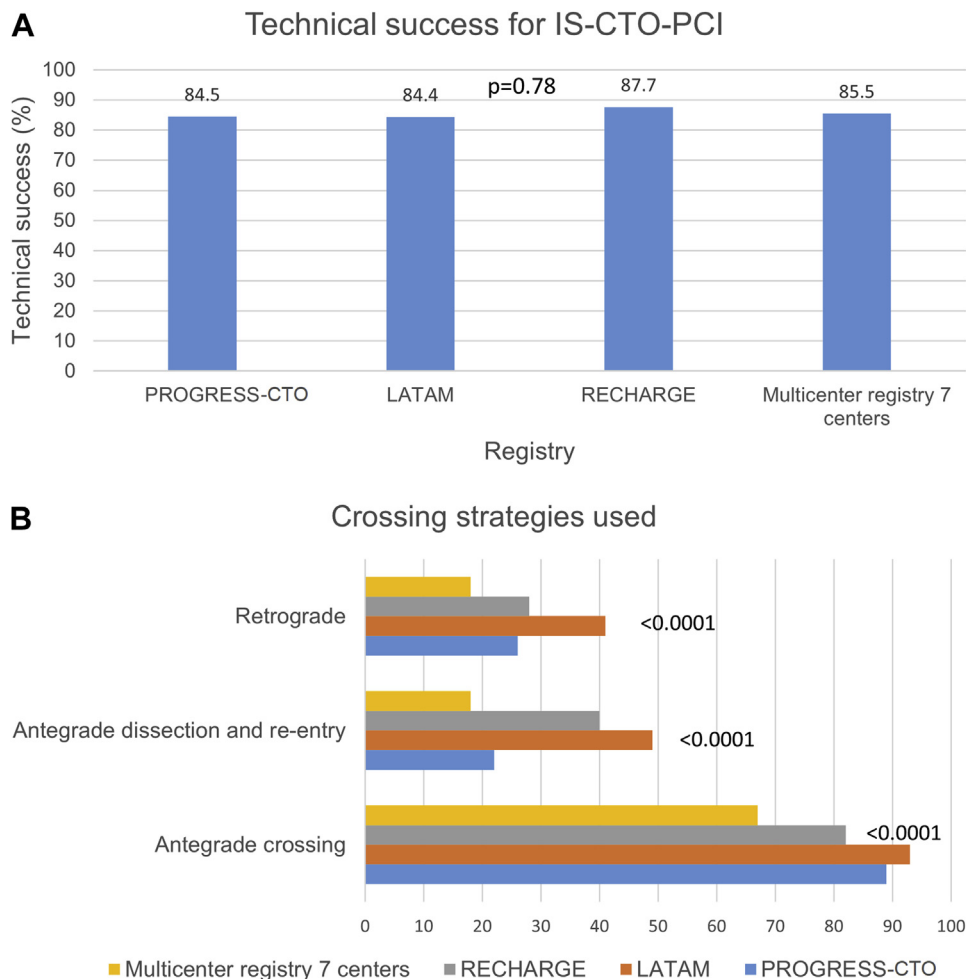 A
Technical success for IS-CTO-PCI
Technical success (%)
100
90
80
70
60
50
40
30
20
10
0
84.5
84.4
p=0.78
87.7
85.5
PROGRESS-CTO
LATAM
RECHARGE
Multicenter registry 7
centers
Registry
B
Crossing strategies used
Retrograde
<0.0001
Antegrade dissection and re-entry
<0.0001
Antegrade crossing
<0.0001
0 10 20 30 40 50 60 70 80 90 100
Multicenter registry 7 centers RECHARGE LATAM PROGRESS-CTO